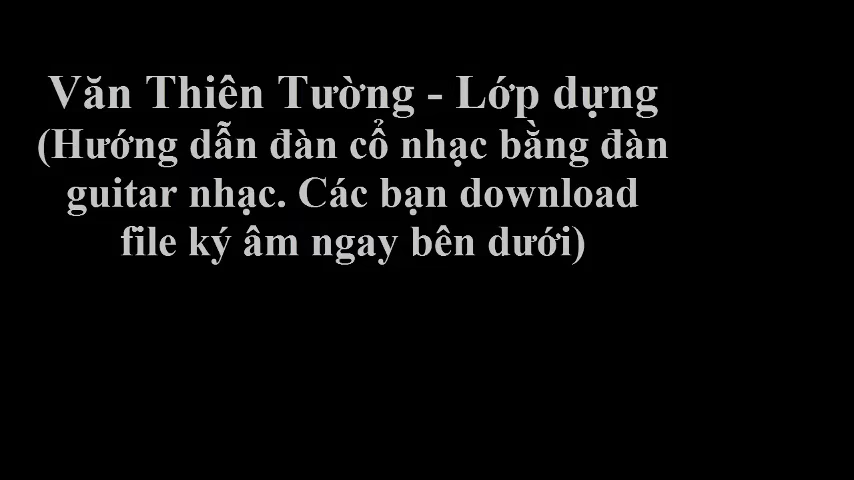 Văn Thiên Tường - Lớp dựng
(Hướng dẫn đàn cổ nhạc bằng đàn
guitar nhạc. Các bạn download
file ký âm ngay bên dưới)